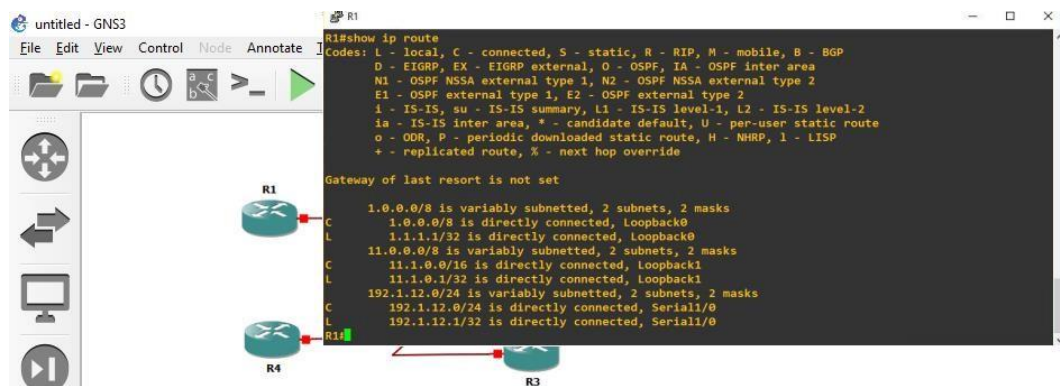 untitled - GNS3
File Edit View Control Node Annotate
R1
R1#show ip route
Codes: L - local, C - connected, S - static, R - RIP, M - mobile, B - BGP
D - EIGRP, EX - EIGRP external, O - OSPF, IA - OSPF inter area
N1 - OSPF NSSA external type 1, N2 - OSPF NSSA external type 2
E1 - OSPF external type 1, E2 - OSPF external type 2
i - IS-IS, su - IS-IS summary, L1 - IS-IS level-1, L2 - IS-IS level-2
ia - IS-IS inter area, * - candidate default, U - per-user static route
o - ODR, P - periodic downloaded static route, H - NHRP, l - LISP
+ - replicated route, % - next hop override
Gateway of last resort is not set
1.0.0.0/8 is variably subnetted, 2 subnets, 2 masks
C 1.0.0.0/8 is directly connected, Loopback0
L 1.1.1.1/32 is directly connected, Loopback0
11.0.0.0/8 is variably subnetted, 2 subnets, 2 masks
C 11.1.0.0/16 is directly connected, Loopback1
L 11.1.0.1/32 is directly connected, Loopback1
192.1.12.0/24 is variably subnetted, 2 subnets, 2 masks
C 192.1.12.0/24 is directly connected, Serial1/0
L 192.1.12.1/32 is directly connected, Serial1/0
R1#
a c
b
R1
R4
R3